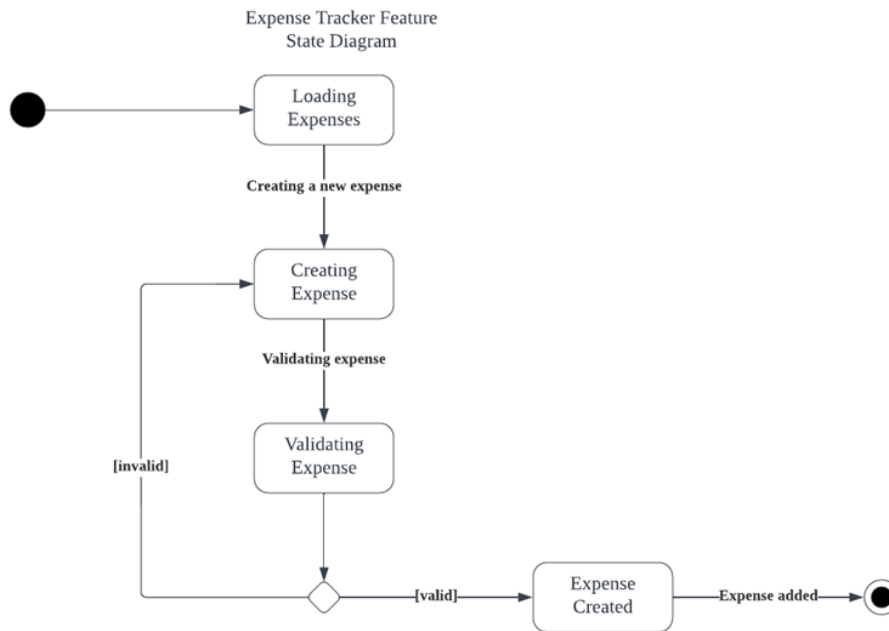 Expense Tracker Feature
State Diagram
Loading
Expenses
Creating a new expense
Creating
Expense
Validating expense
Validating
Expense
[invalid]
[valid]
Expense
Created
Expense added